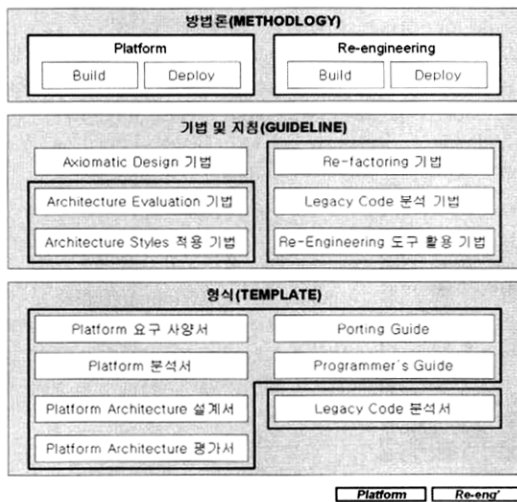 방법론(METHODLOGY)
Platform
Re-engineering
Build
Deploy
Build
Deploy
기법 및 지침(GUIDELINE)
Axiomatic Design 기법
Re-factoring 기법
Architecture Evaluation 기법
Legacy Code 분석 기법
Architecture Styles 적용 기법
Re-Engineering 도구 활용 기법
형식(TEMPLATE)
Platform 요구 사양서
Porting Guide
Platform 분석서
Programmer's Guide
Platform Architecture 설계서
Legacy Code 분석서
Platform Architecture 평가서
Platform
Re-eng'